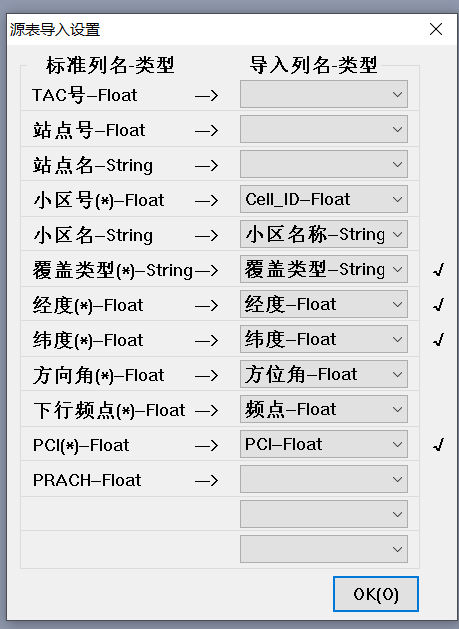 源表导入设置
标准列名-类型 导入列名-类型
TAC号–Float —>
站点号–Float —>
站点名–String —>
小区号(*)–Float —> Cell_ID–Float
小区名–String —> 小区名称–String
覆盖类型(*)–String —> 覆盖类型–String √
经度(*)–Float —> 经度–Float √
纬度(*)–Float —> 纬度–Float √
方向角(*)–Float —> 方位角–Float
下行频点(*)–Float —> 频点–Float
PCI(*)–Float —> PCI–Float √
PRACH–Float —>
OK(O)